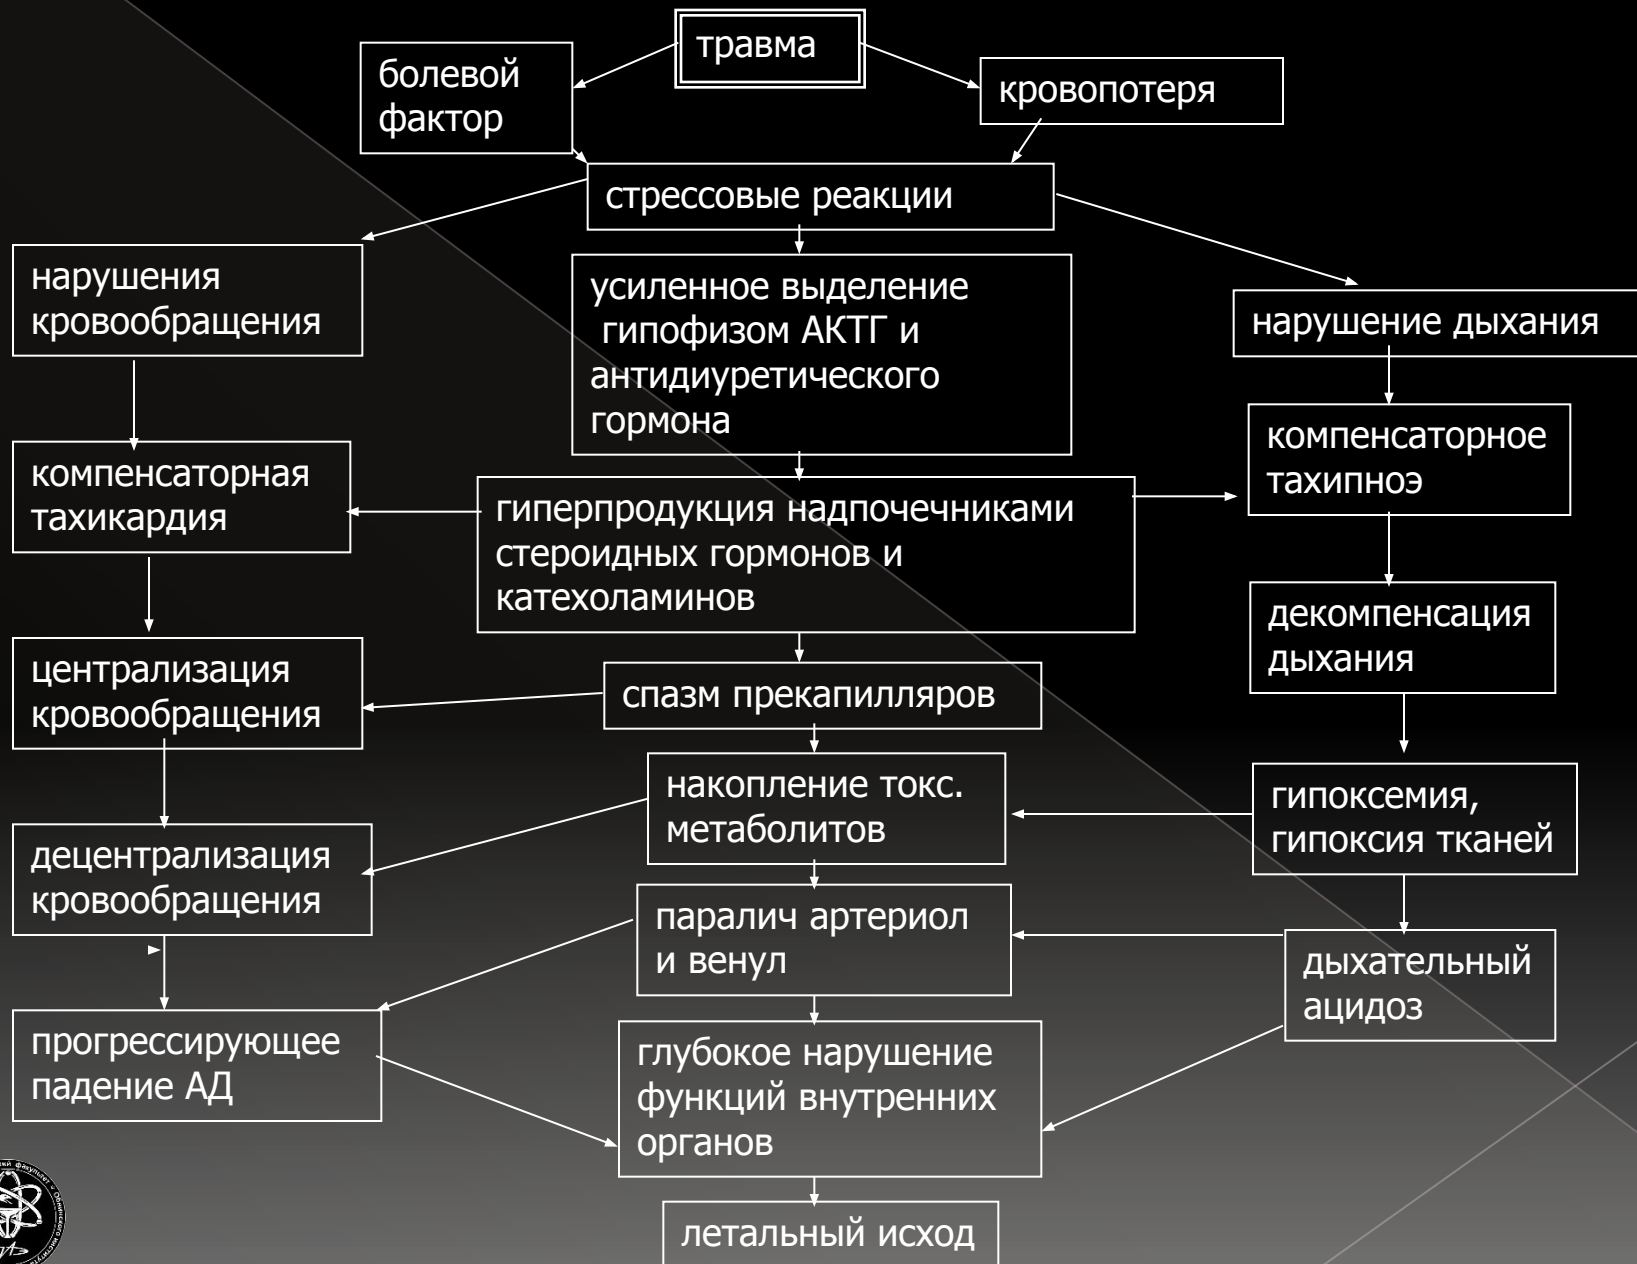 травма
болевой
фактор
кровопотеря
стрессовые реакции
нарушения
кровообращения
усиленное выделение
гипофизом АКТГ и
антидиуретического
гормона
нарушение дыхания
компенсаторная
тахикардия
гиперпродукция надпочечниками
стероидных гормонов и
катехоламинов
компенсаторное
тахипноэ
декомпенсация
дыхания
централизация
кровообращения
спазм прекапилляров
накопление токс.
метаболитов
гипоксемия,
гипоксия тканей
децентрализация
кровообращения
паралич артериол
и венул
дыхательный
ацидоз
прогрессирующее
падение АД
глубокое нарушение
функций внутренних
органов
летальный исход